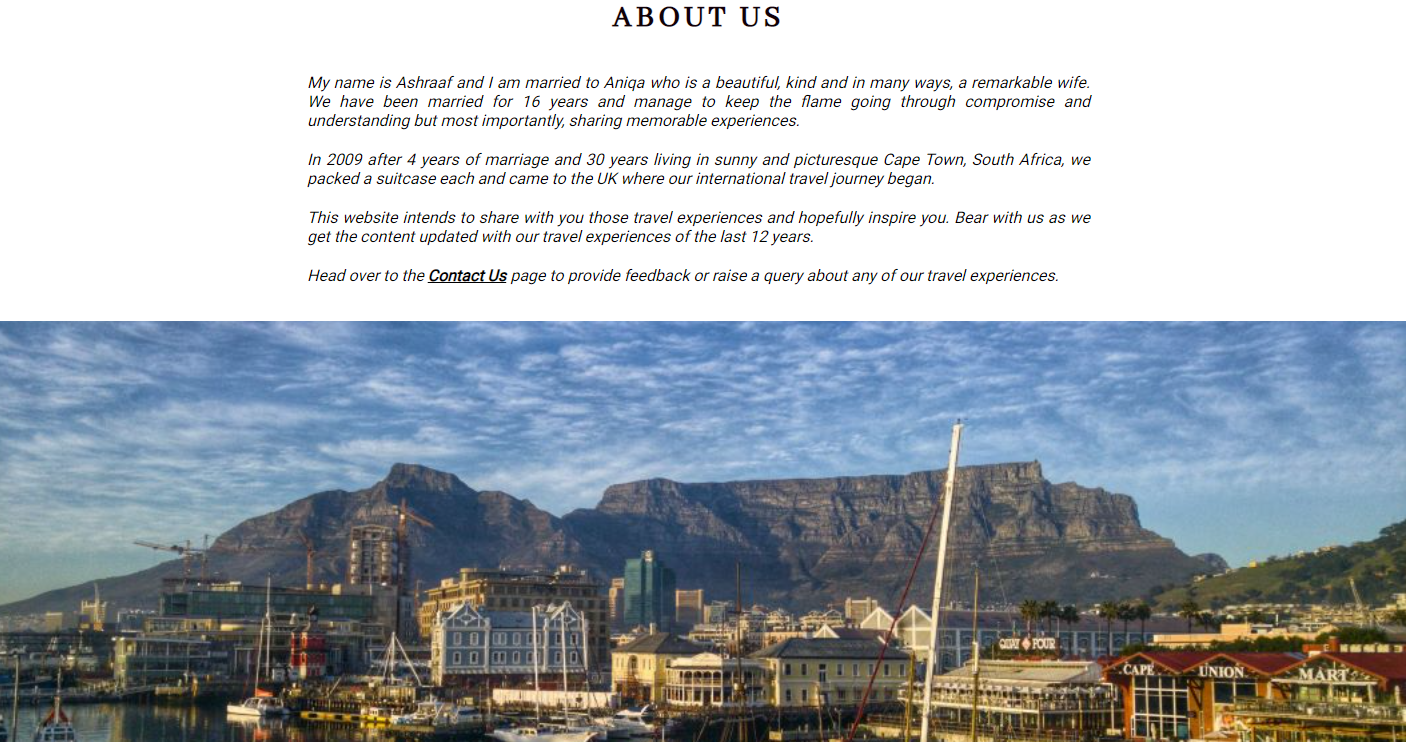 ABOUT US
My name is Ashraaf and I am married to Aniqa who is a beautiful, kind and in many ways, a remarkable wife.
We have been married for 16 years and manage to keep the flame going through compromise and
understanding but most importantly, sharing memorable experiences.
In 2009 after 4 years of marriage and 30 years living in sunny and picturesque Cape Town, South Africa, we
packed a suitcase each and came to the UK where our international travel journey began.
This website intends to share with you those travel experiences and hopefully inspire you. Bear with us as we
get the content updated with our travel experiences of the last 12 years.
Head over to the Contact Us page to provide feedback or raise a query about any of our travel experiences.
QUAY FOUR
CAPE UNION MART